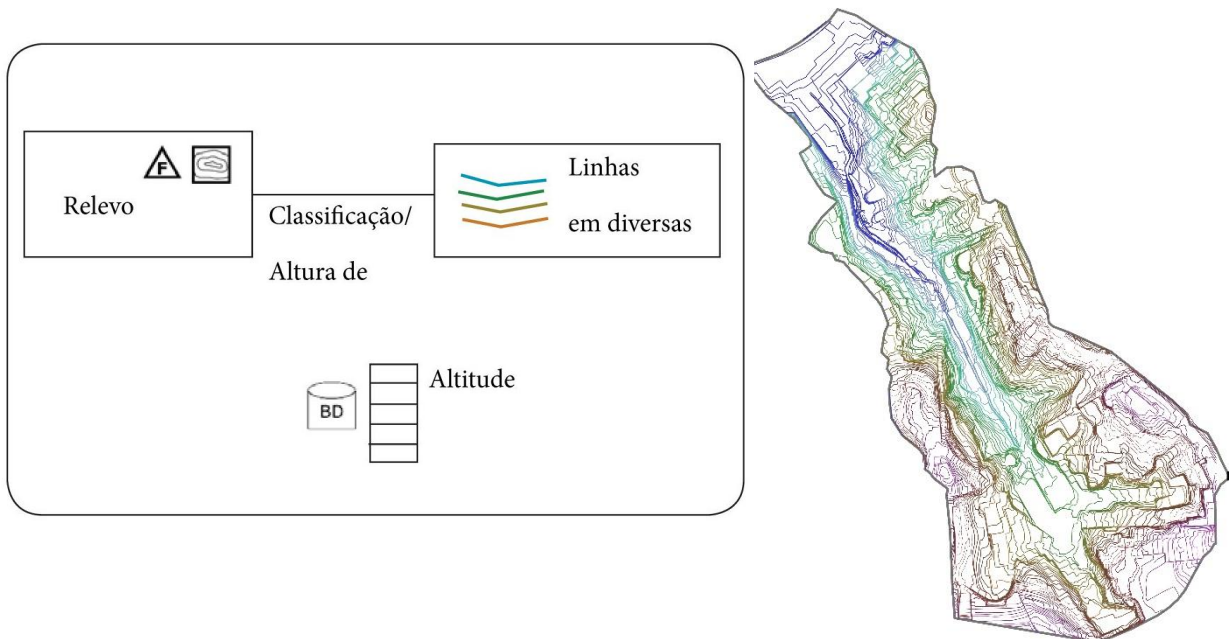 F
Relevo
Classificação/
Altura de
Linhas
em diversas
BD
Altitude